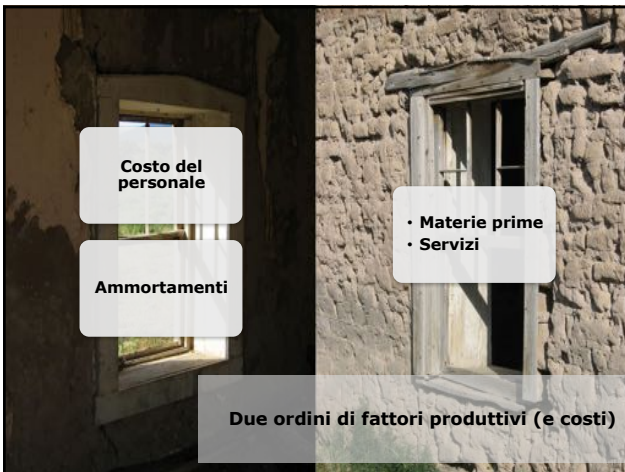 Costo del
personale
Ammortamenti
• Materie prime
• Servizi
Due ordini di fattori produttivi (e costi)